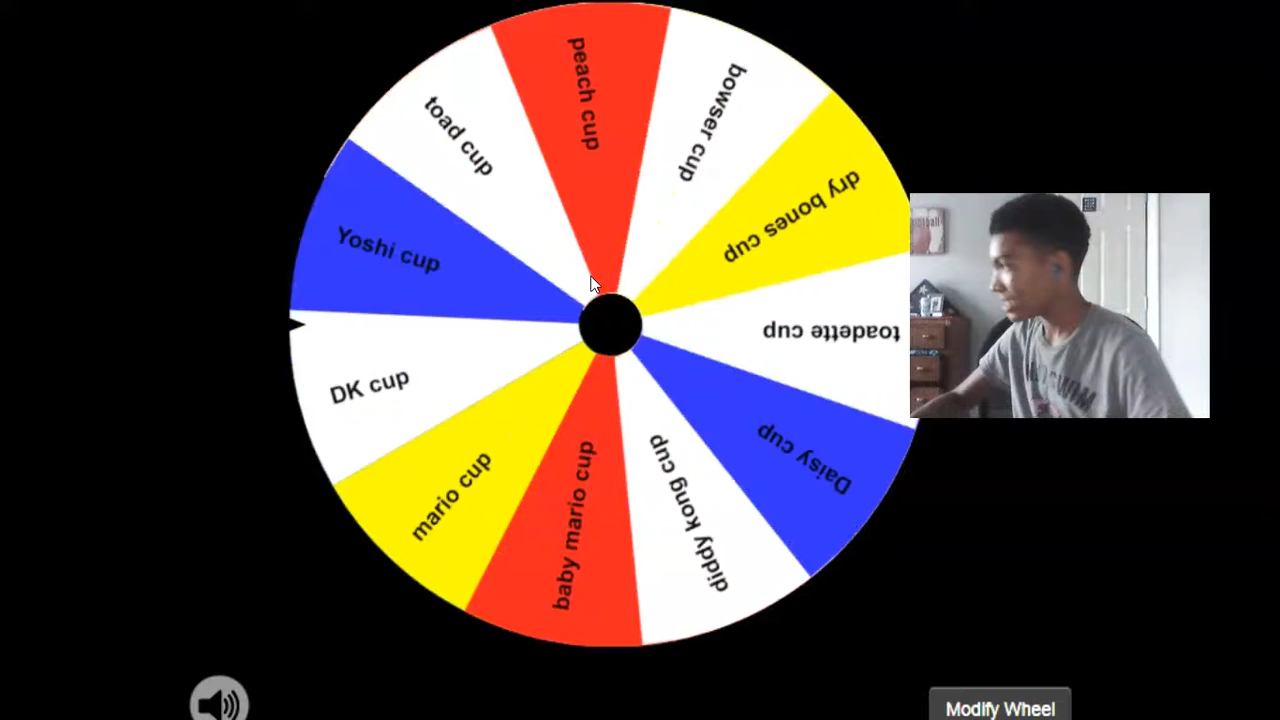 peach cup
bowser cup
dry bones cup
toadette cup
Daisy cup
diddy kong cup
baby mario cup
mario cup
DK cup
Yoshi cup
toad cup
Modify Wheel